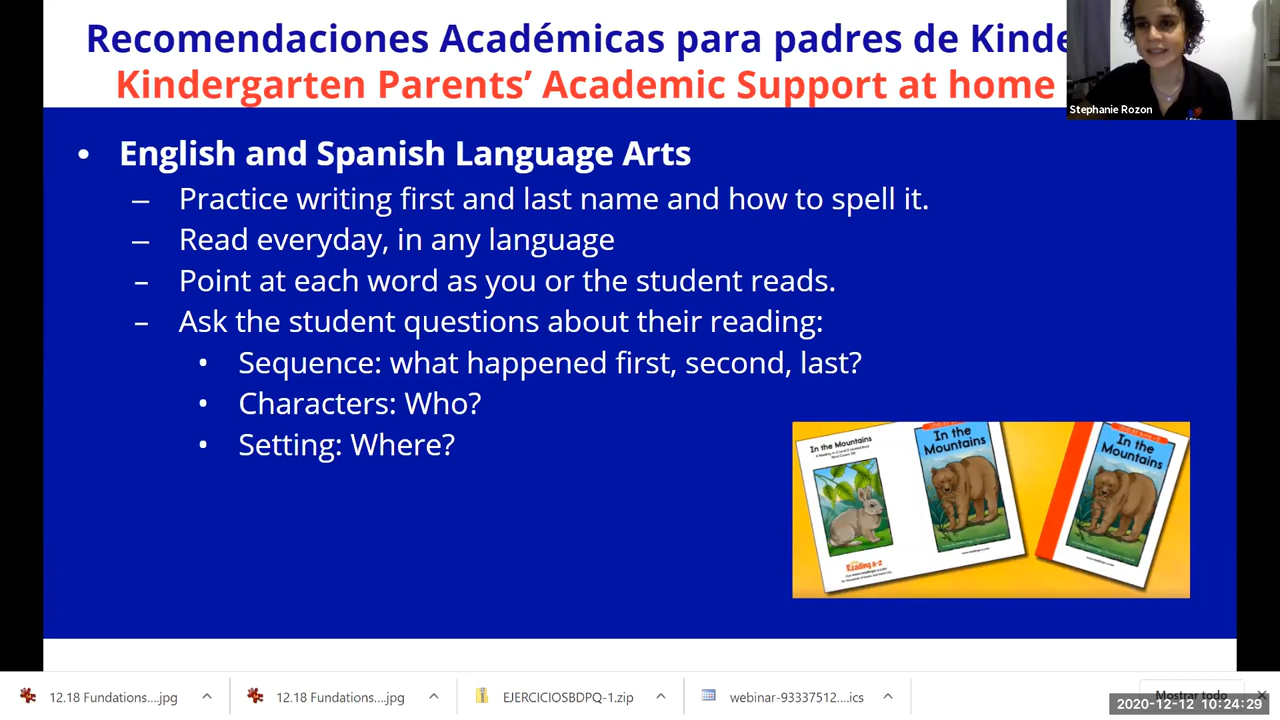 Recomendaciones Académicas para padres de Kinde
Kindergarten Parents’ Academic Support at home
Stephanie Rozon
• English and Spanish Language Arts
– Practice writing first and last name and how to spell it.
– Read everyday, in any language
– Point at each word as you or the student reads.
– Ask the student questions about their reading:
• Sequence: what happened first, second, last?
• Characters: Who?
• Setting: Where?
In the Mountains
In the
Mountains
In the
Mountains
Reading a-z
12.18 Fundations....jpg
12.18 Fundations....jpg
EJERCICIOSBDPQ-1.zip
webinar-93337512....ics
Mostrar todo
2020-12-12 10:24:29